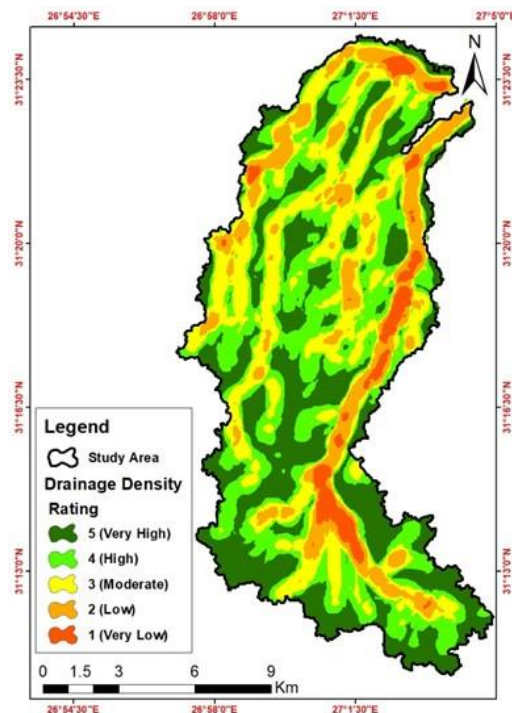 26°54'30"E 26°58'0"E 27°1'30"E 27°5'0"E
N
31°23'30"N 31°23'30"N
31°20'0"N 31°20'0"N
31°16'30"N 31°16'30"N
31°13'0"N 31°13'0"N
Legend
Study Area
Drainage Density
Rating
5 (Very High)
4 (High)
3 (Moderate)
2 (Low)
1 (Very Low)
0 1.5 3 6 9
Km
26°54'30"E 26°58'0"E 27°1'30"E 27°5'0"E